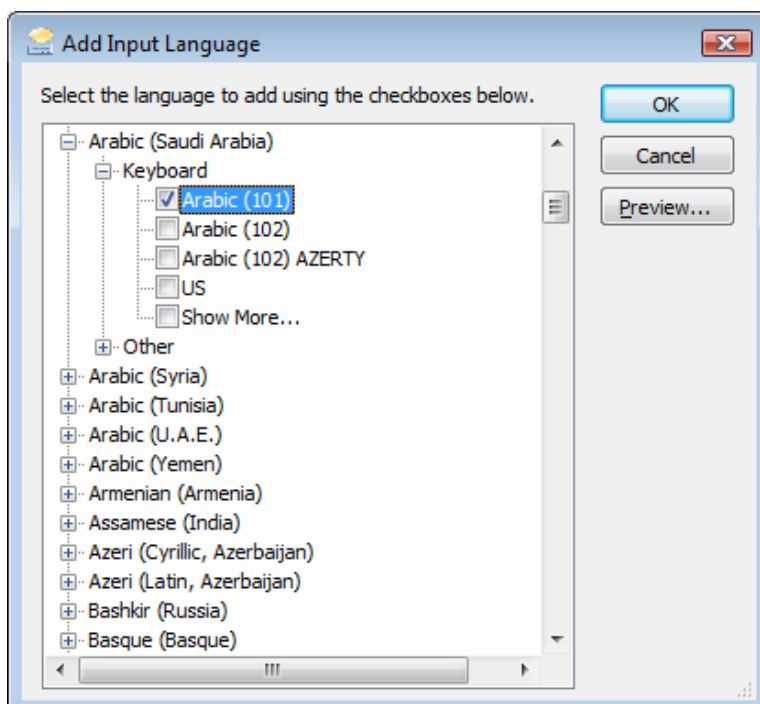 Add Input Language
Select the language to add using the checkboxes below.
OK
Cancel
Preview...
Arabic (Saudi Arabia)
Keyboard
Arabic (101)
Arabic (102)
Arabic (102) AZERTY
US
Show More...
Other
Arabic (Syria)
Arabic (Tunisia)
Arabic (U.A.E.)
Arabic (Yemen)
Armenian (Armenia)
Assamese (India)
Azeri (Cyrillic, Azerbaijan)
Azeri (Latin, Azerbaijan)
Bashkir (Russia)
Basque (Basque)